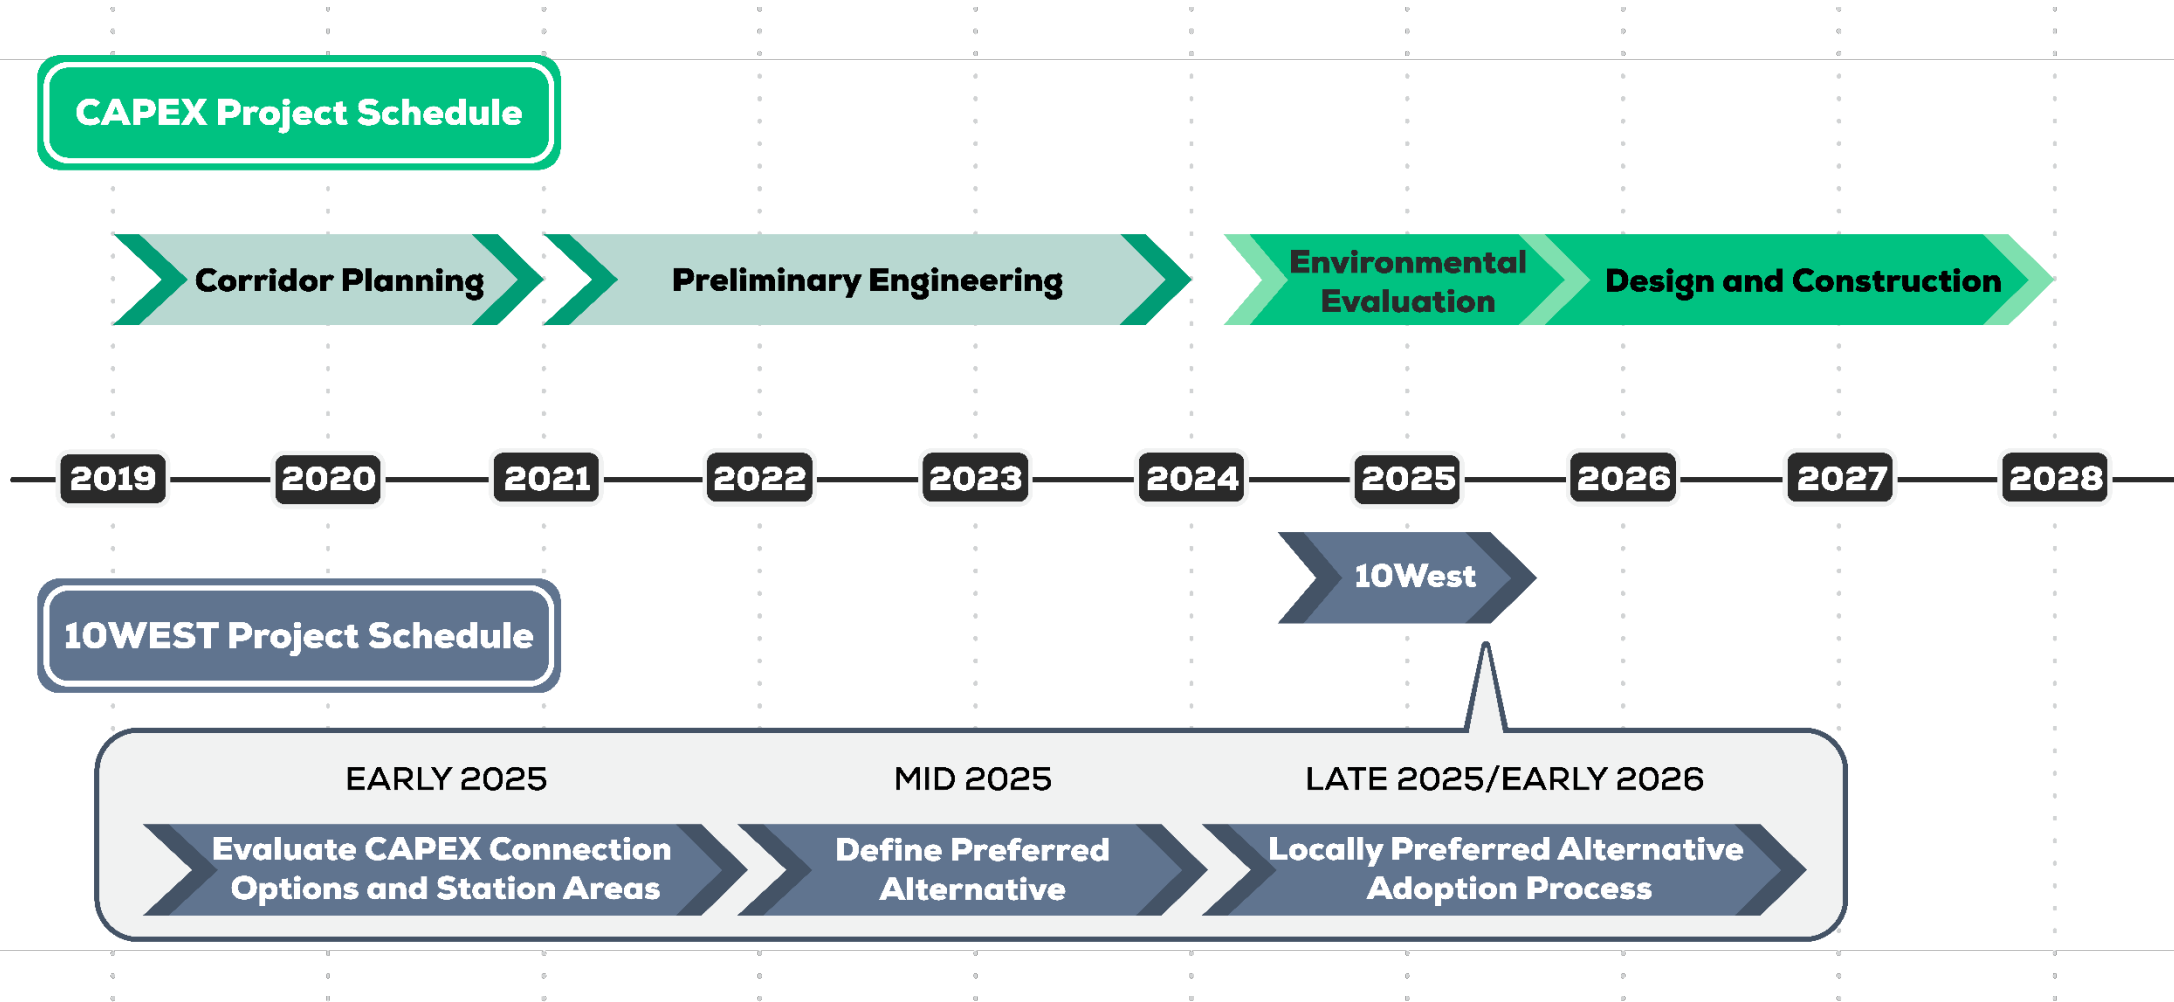 CAPEX Project Schedule
Corridor Planning
Preliminary Engineering
Environmental
Evaluation
Design and Construction
2019
2020
2021
2022
2023
2024
2025
2026
2027
2028
10West
10WEST Project Schedule
EARLY 2025
MID 2025
LATE 2025/EARLY 2026
Evaluate CAPEX Connection
Options and Station Areas
Define Preferred
Alternative
Locally Preferred Alternative
Adoption Process